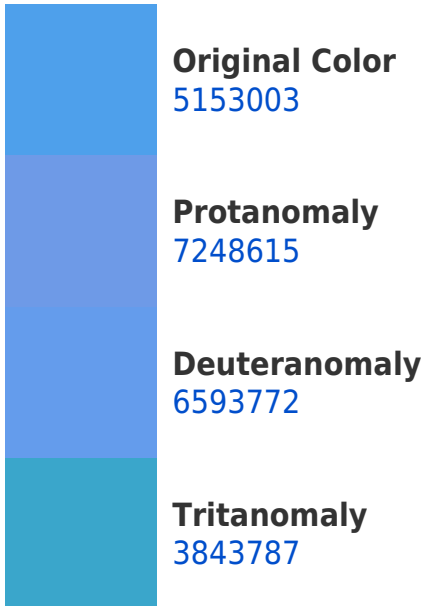 Original Color
5153003
Protanomaly
7248615
Deuteranomaly
6593772
Tritanomaly
3843787